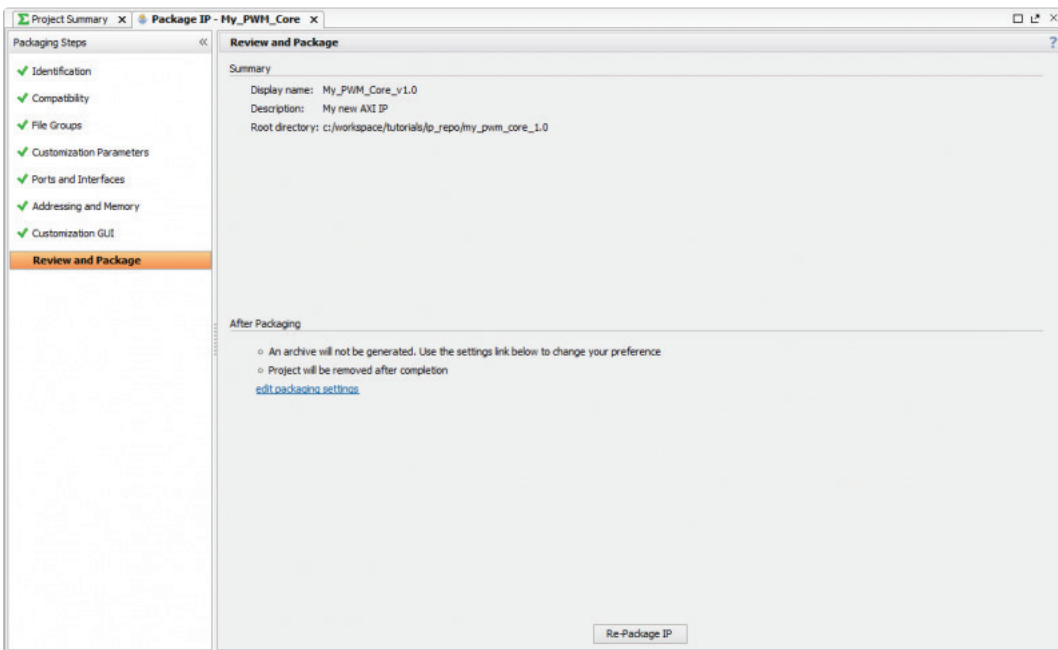 Project Summary x Package IP - My_PWM_Core x
Packaging Steps «
Identification
Compatibility
File Groups
Customization Parameters
Ports and Interfaces
Addressing and Memory
Customization GUI
Review and Package
Review and Package ?
Summary
Display name: My_PWM_Core_v1.0
Description: My new AXI IP
Root directory: c:/workspace/tutorials/ip_repo/my_pwm_core_1.0
After Packaging
An archive will not be generated. Use the settings link below to change your preference
Project will be removed after completion
edit packaging settings
Re-Package IP